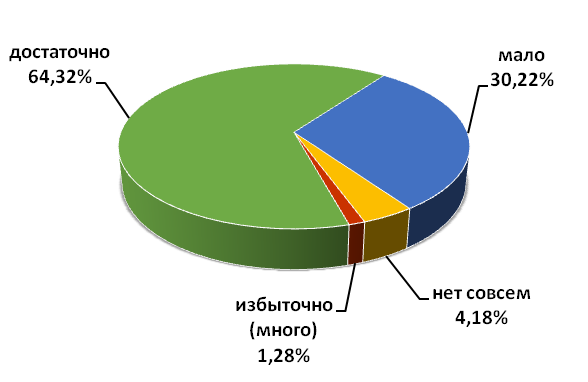 достаточно
64,32%
мало
30,22%
нет совсем
4,18%
избыточно
(много)
1,28%